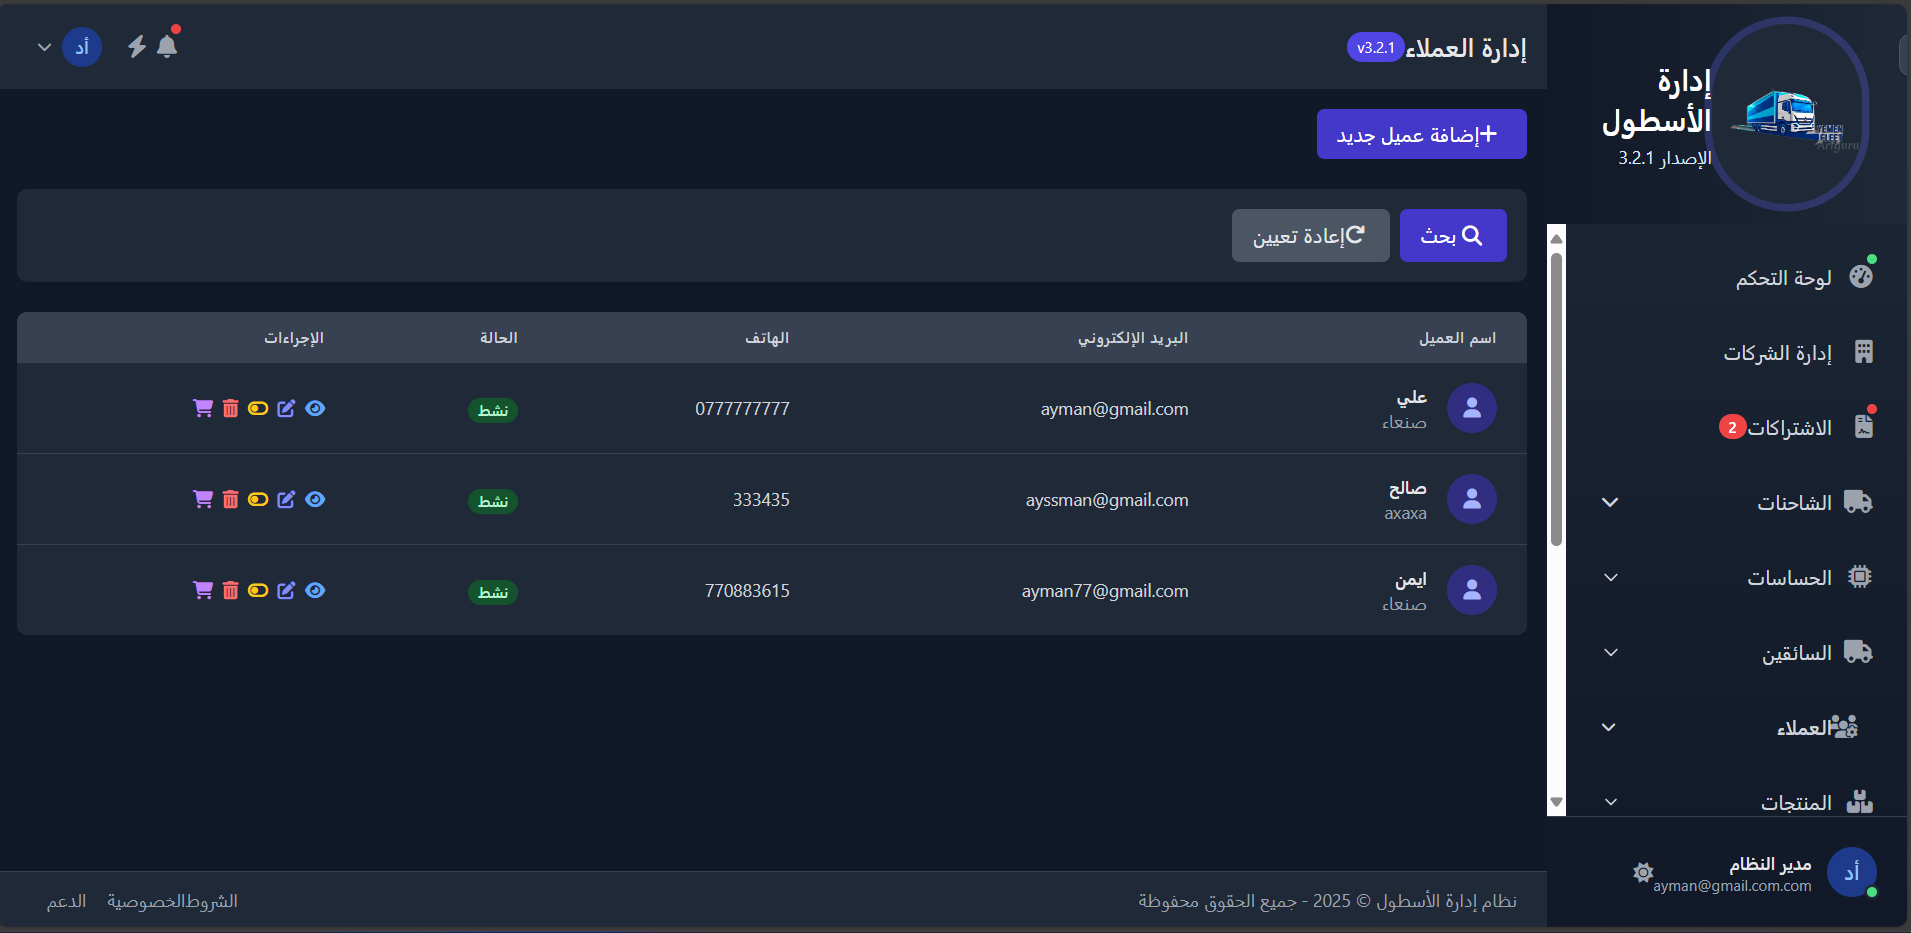 إدارة
الأسطول
الإصدار 3.2.1
YEMEN
FLEET
Artguru
إدارة العملاء v3.2.1
أد
لوحة التحكم
إدارة الشركات
الاشتراكات 2
الشاحنات
الحساسات
السائقين
العملاء
المنتجات
أد
مدير النظام
ayman@gmail.com.com
إضافة عميل جديد
بحث
إعادة تعيين
اسم العميل البريد الإلكتروني الهاتف الحالة الإجراءات
علي
صنعاء
ayman@gmail.com 0777777777 نشط
صالح
axaxa
ayssman@gmail.com 333435 نشط
ايمن
صنعاء
ayman77@gmail.com 770883615 نشط
نظام إدارة الأسطول © 2025 - جميع الحقوق محفوظة
الشروط الخصوصية الدعم